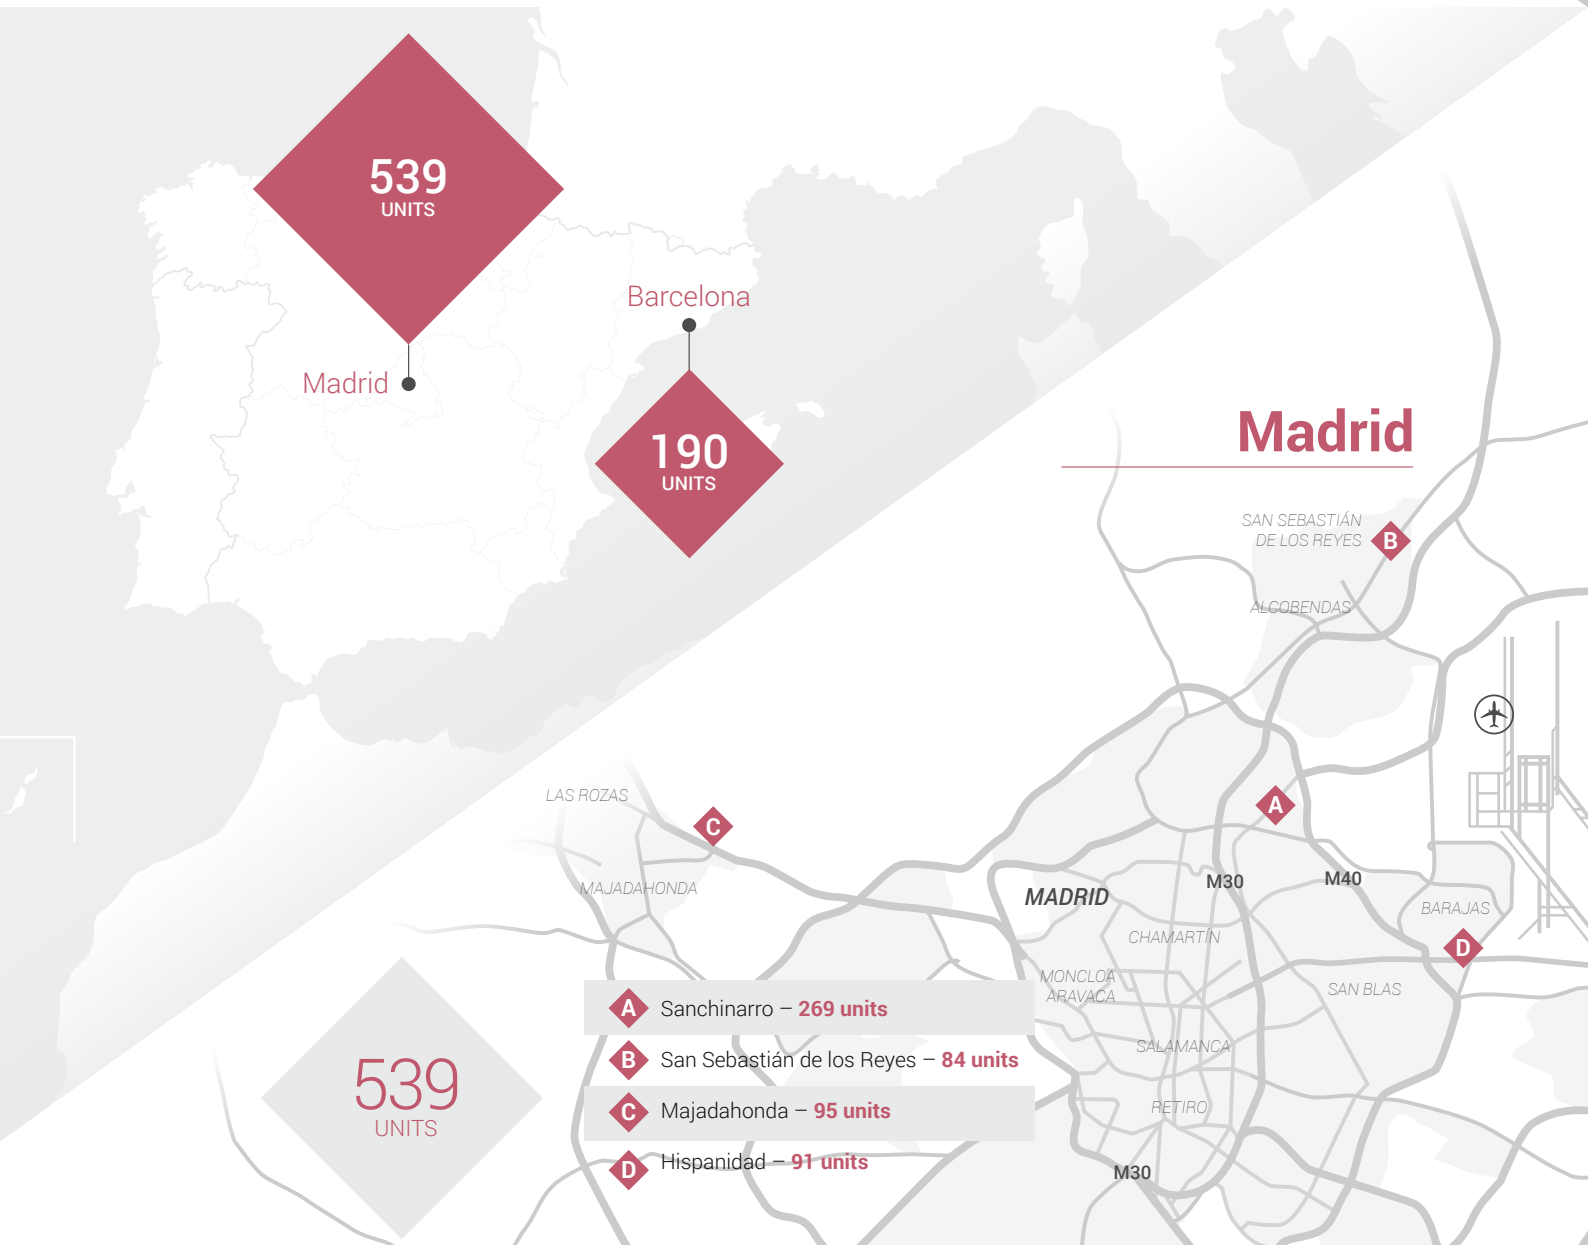 539
UNITS
Barcelona
Madrid
190
UNITS
Madrid
SAN SEBASTIÁN
DE LOS REYES
B
ALCOBENDAS
LAS ROZAS
C
A
MAJADAHONDA
MADRID
M30
M40
BARAJAS
CHAMARTÍN
D
MONCLOA
ARAVACA
SAN BLAS
SALAMANCA
RETIRO
M30
539
UNITS
A Sanchinarro – 269 units
B San Sebastián de los Reyes – 84 units
C Majadahonda – 95 units
D Hispanidad – 91 units